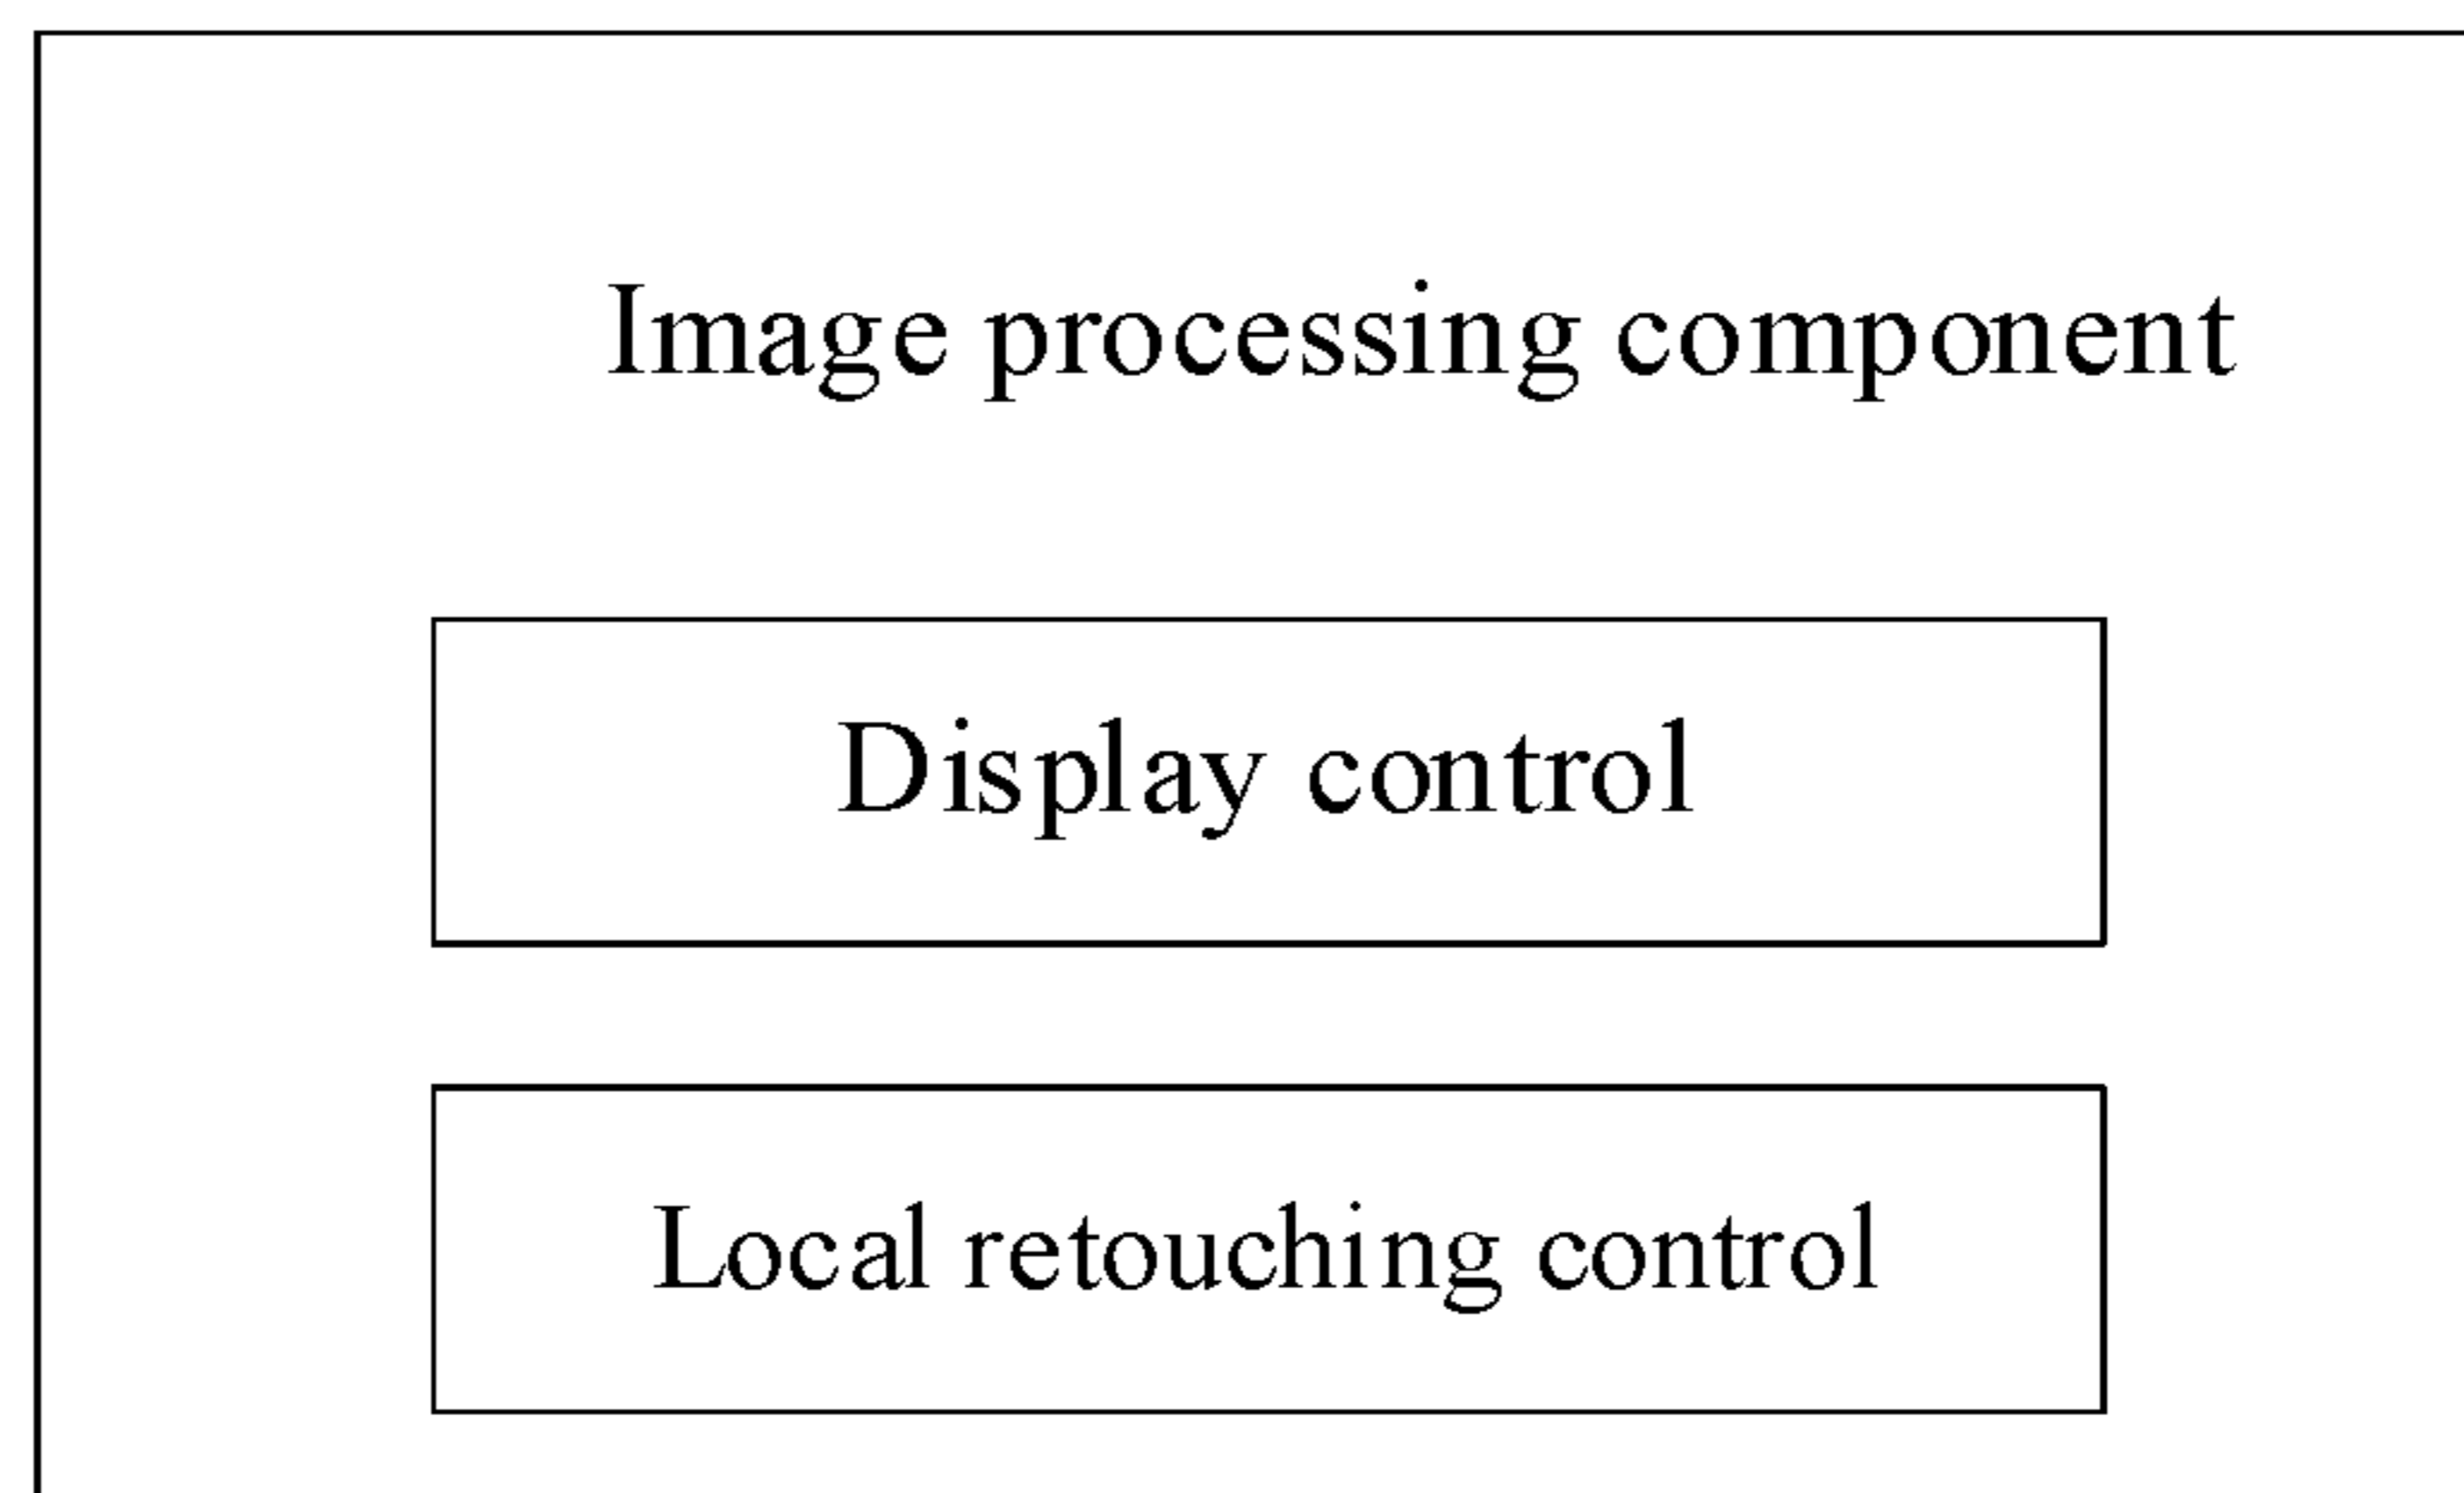 Image processing component
Display control
Local retouching control